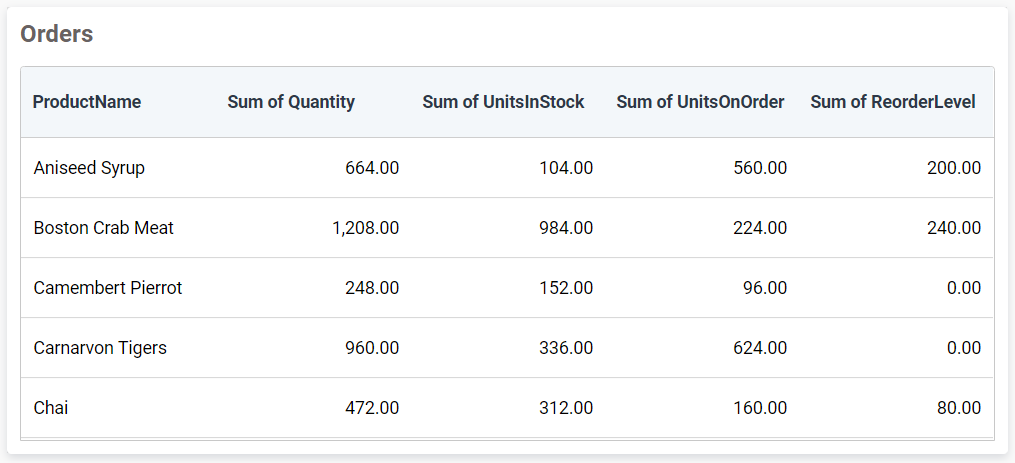 Orders
ProductName Sum of Quantity Sum of UnitsInStock Sum of UnitsOnOrder Sum of ReorderLevel
Aniseed Syrup 664.00 104.00 560.00 200.00
Boston Crab Meat 1,208.00 984.00 224.00 240.00
Camembert Pierrot 248.00 152.00 96.00 0.00
Carnarvon Tigers 960.00 336.00 624.00 0.00
Chai 472.00 312.00 160.00 80.00